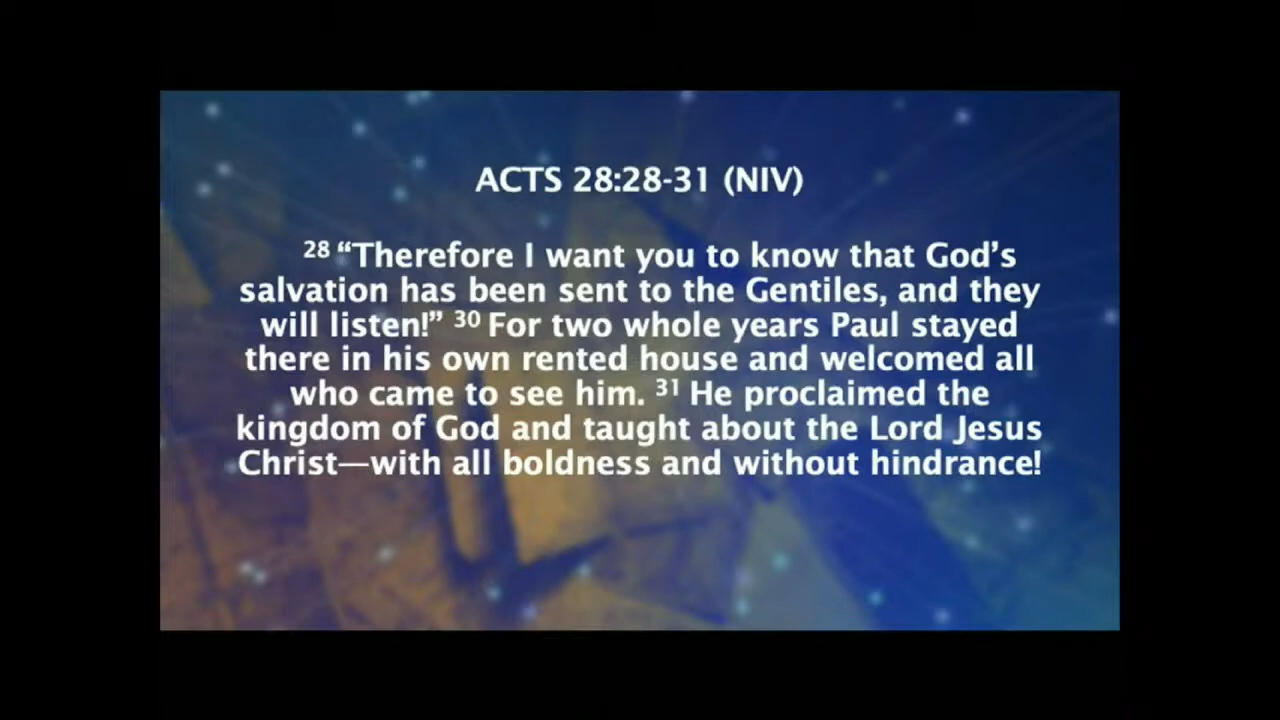 ACTS 28:28-31 (NIV)
28 “Therefore I want you to know that God’s
salvation has been sent to the Gentiles, and they
will listen!” 30 For two whole years Paul stayed
there in his own rented house and welcomed all
who came to see him. 31 He proclaimed the
kingdom of God and taught about the Lord Jesus
Christ—with all boldness and without hindrance!